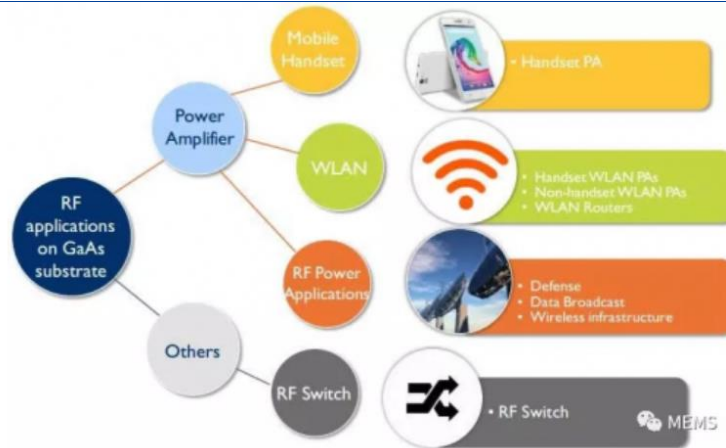 Mobile
Handset
• Handset PA
Power
Amplifier
WLAN
• Handset WLAN PAs
• Non-handset WLAN PAs
• WLAN Routers
RF
applications
on GaAs
substrate
RF Power
Applications
• Defense
• Data Broadcast
• Wireless infrastructure
Others
RF Switch
• RF Switch
MEMS